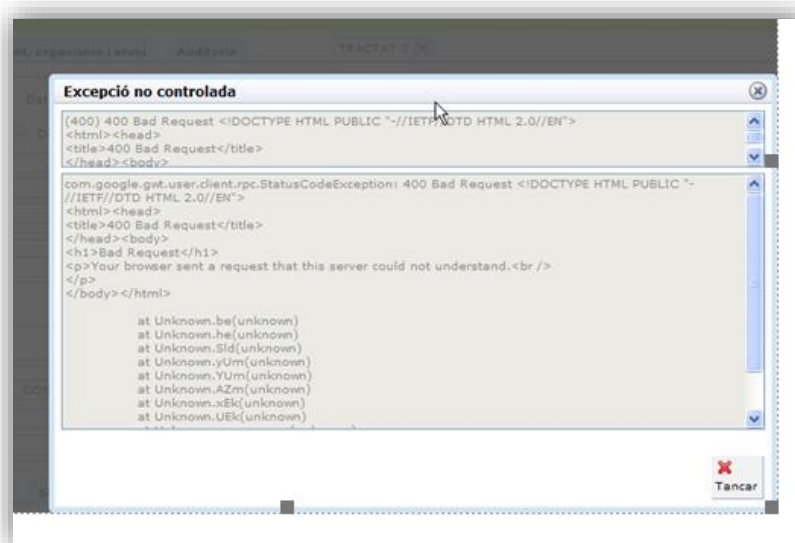 nt, organisme i arxiu Auditoria TRACTAT 2
Excepció no controlada
(400) 400 Bad Request <!DOCTYPE HTML PUBLIC "-//IETF//DTD HTML 2.0//EN">
<html><head>
<title>400 Bad Request</title>
</head><body>
com.google.gwt.user.client.rpc.StatusCodeException: 400 Bad Request <!DOCTYPE HTML PUBLIC "-
//IETF//DTD HTML 2.0//EN">
<html><head>
<title>400 Bad Request</title>
</head><body>
<h1>Bad Request</h1>
<p>Your browser sent a request that this server could not understand.<br />
</p>
</body></html>
at Unknown.be(unknown)
at Unknown.he(unknown)
at Unknown.Sld(unknown)
at Unknown.yUm(unknown)
at Unknown.YUm(unknown)
at Unknown.AZm(unknown)
at Unknown.xEk(unknown)
at Unknown.UEk(unknown)
Tancar